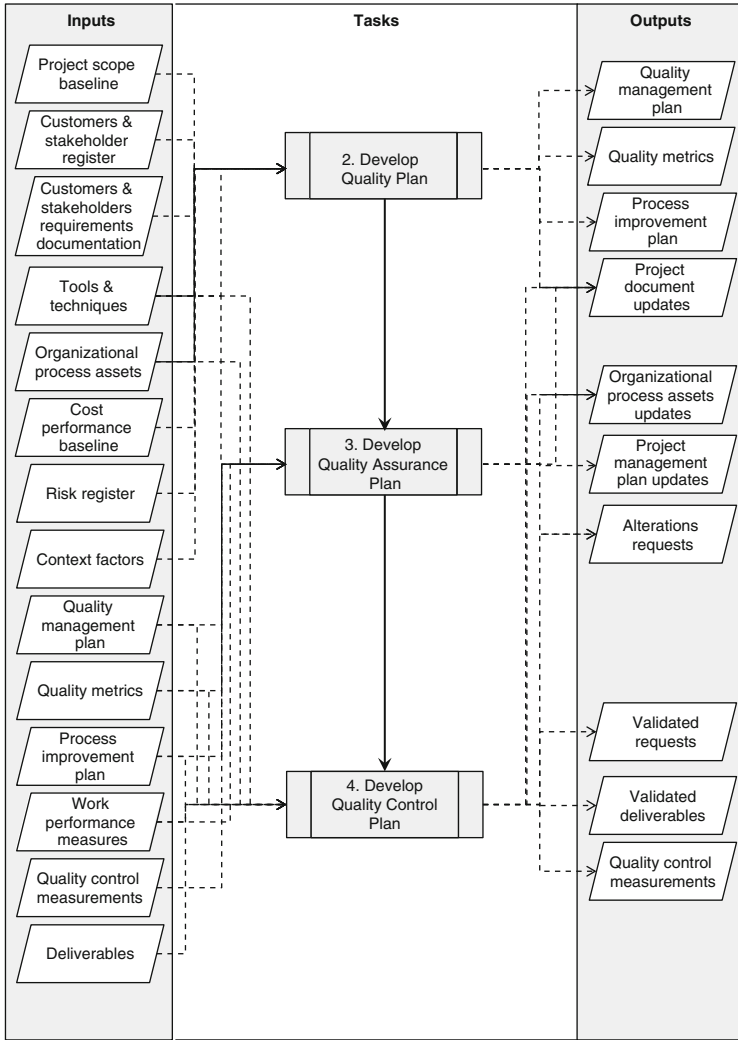 Inputs
Tasks
Outputs
Project scope
baseline
Customers &
stakeholder
register
Customers &
stakeholders
requirements
documentation
Tools &
techniques
Organizational
process assets
Cost
performance
baseline
Risk register
Context factors
Quality
management
plan
Quality metrics
Process
improvement
plan
Work
performance
measures
Quality control
measurements
Deliverables
2. Develop
Quality Plan
3. Develop
Quality Assurance
Plan
4. Develop
Quality Control
Plan
Quality
management
plan
Quality metrics
Process
improvement
plan
Project
document
updates
Organizational
process assets
updates
Project
management
plan updates
Alterations
requests
Validated
requests
Validated
deliverables
Quality control
measurements